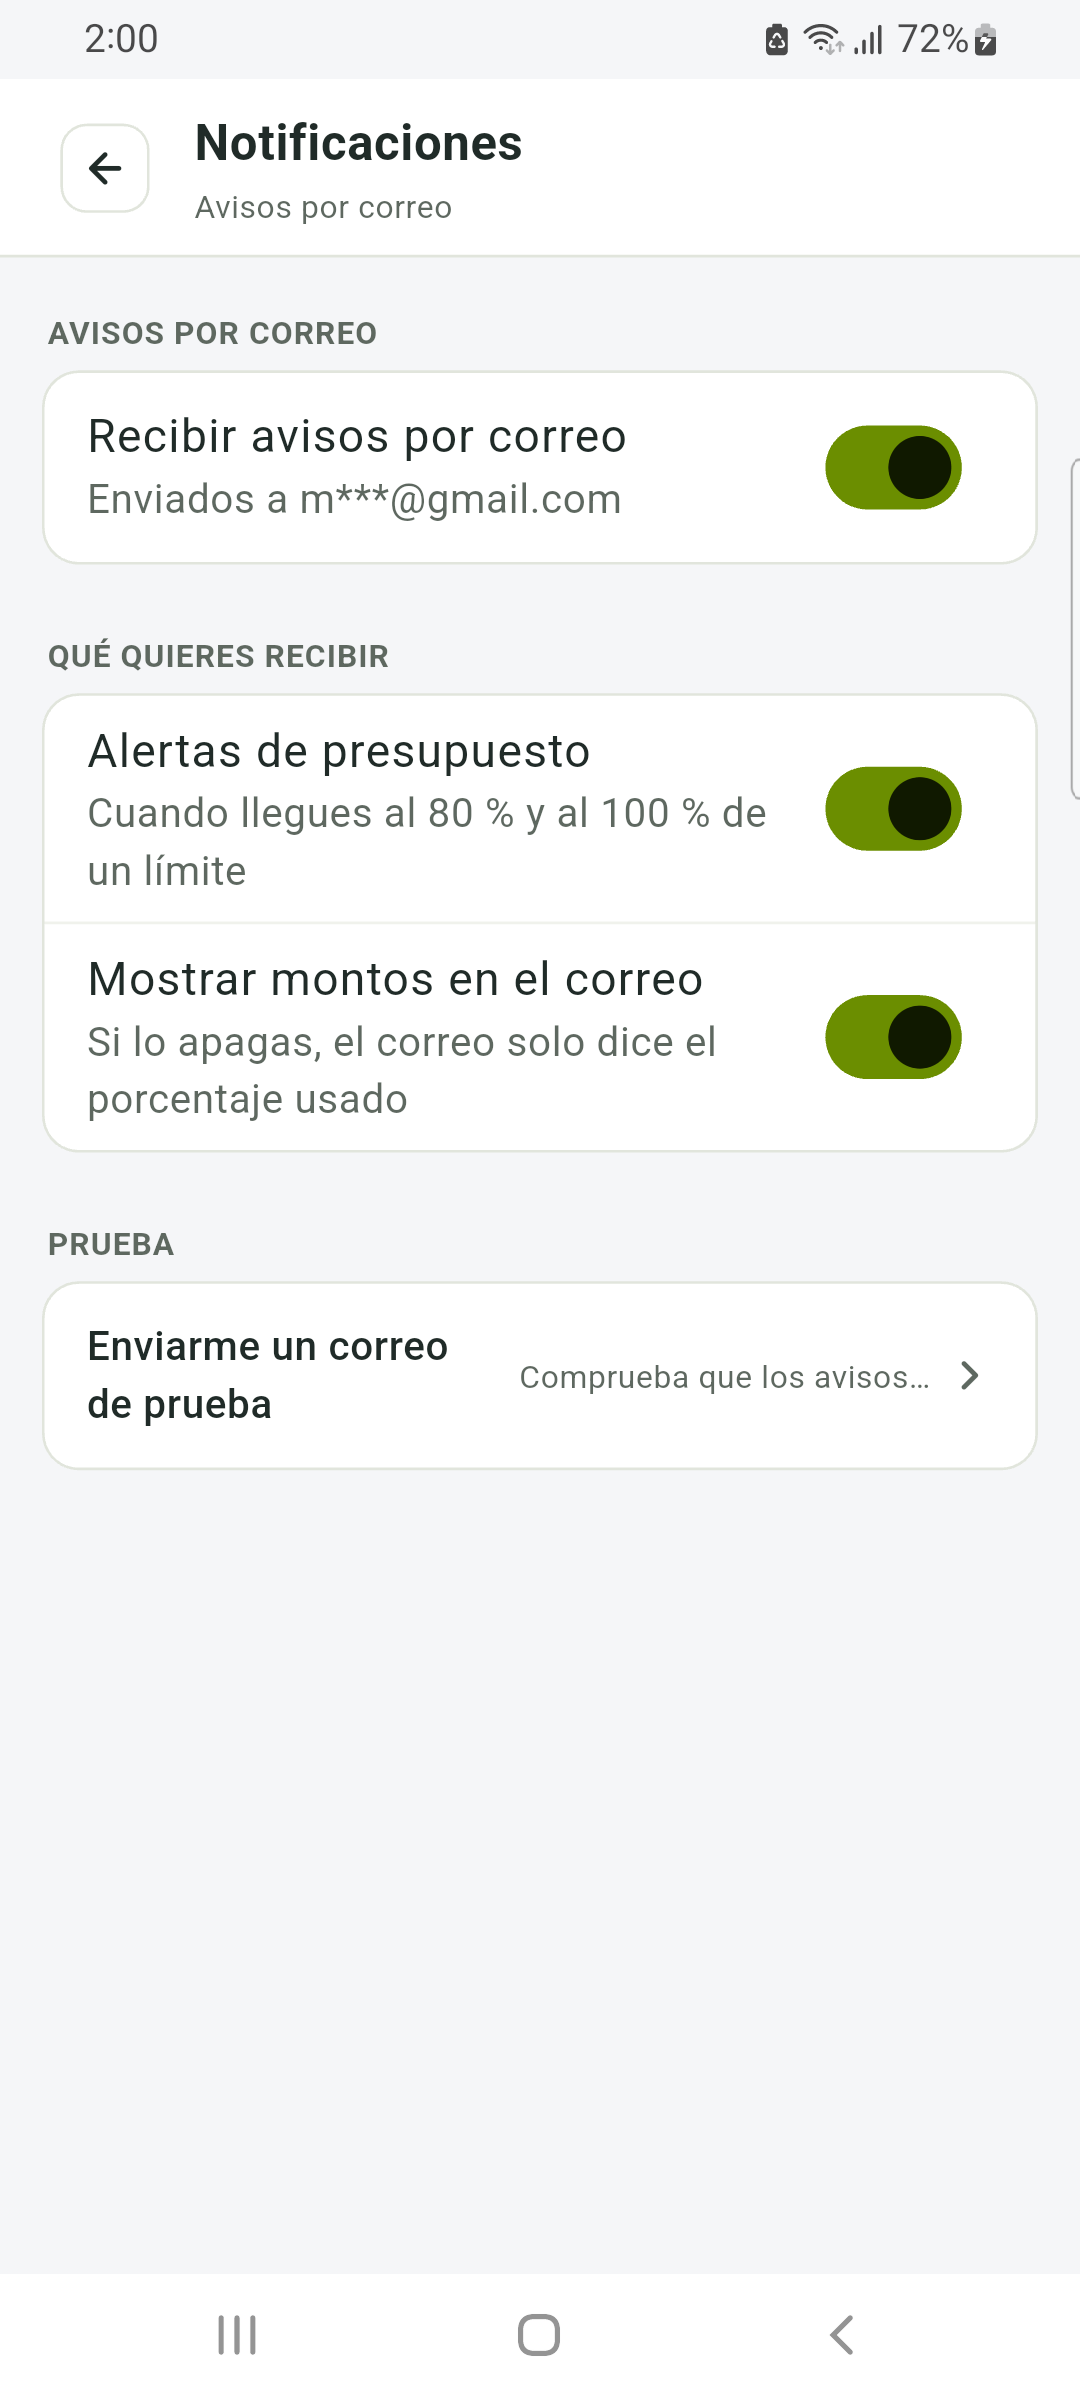 2:00
72%
Notificaciones
Avisos por correo
AVISOS POR CORREO
Recibir avisos por correo
Enviados a m***@gmail.com
QUÉ QUIERES RECIBIR
Alertas de presupuesto
Cuando llegues al 80 % y al 100 % de
un límite
Mostrar montos en el correo
Si lo apagas, el correo solo dice el
porcentaje usado
PRUEBA
Enviarme un correo
de prueba
Comprueba que los avisos...